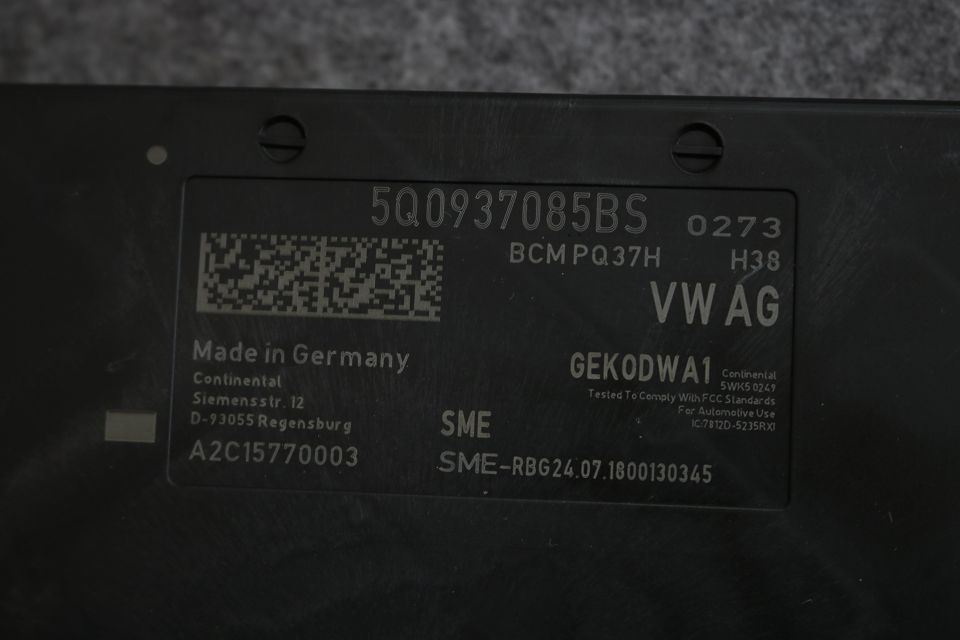 5Q0937085BS 0273
BCM PQ37H H38
VW AG
Made in Germany
GEK0DWA1
Continental
5WK50249
Continental
Siemensstr. 12
D-93055 Regensburg
Tested To Comply With FCC Standards
For Automotive Use
IC:7812D-5235RXI
SME
A2C15770003
SME-RBG24.07.1800130345